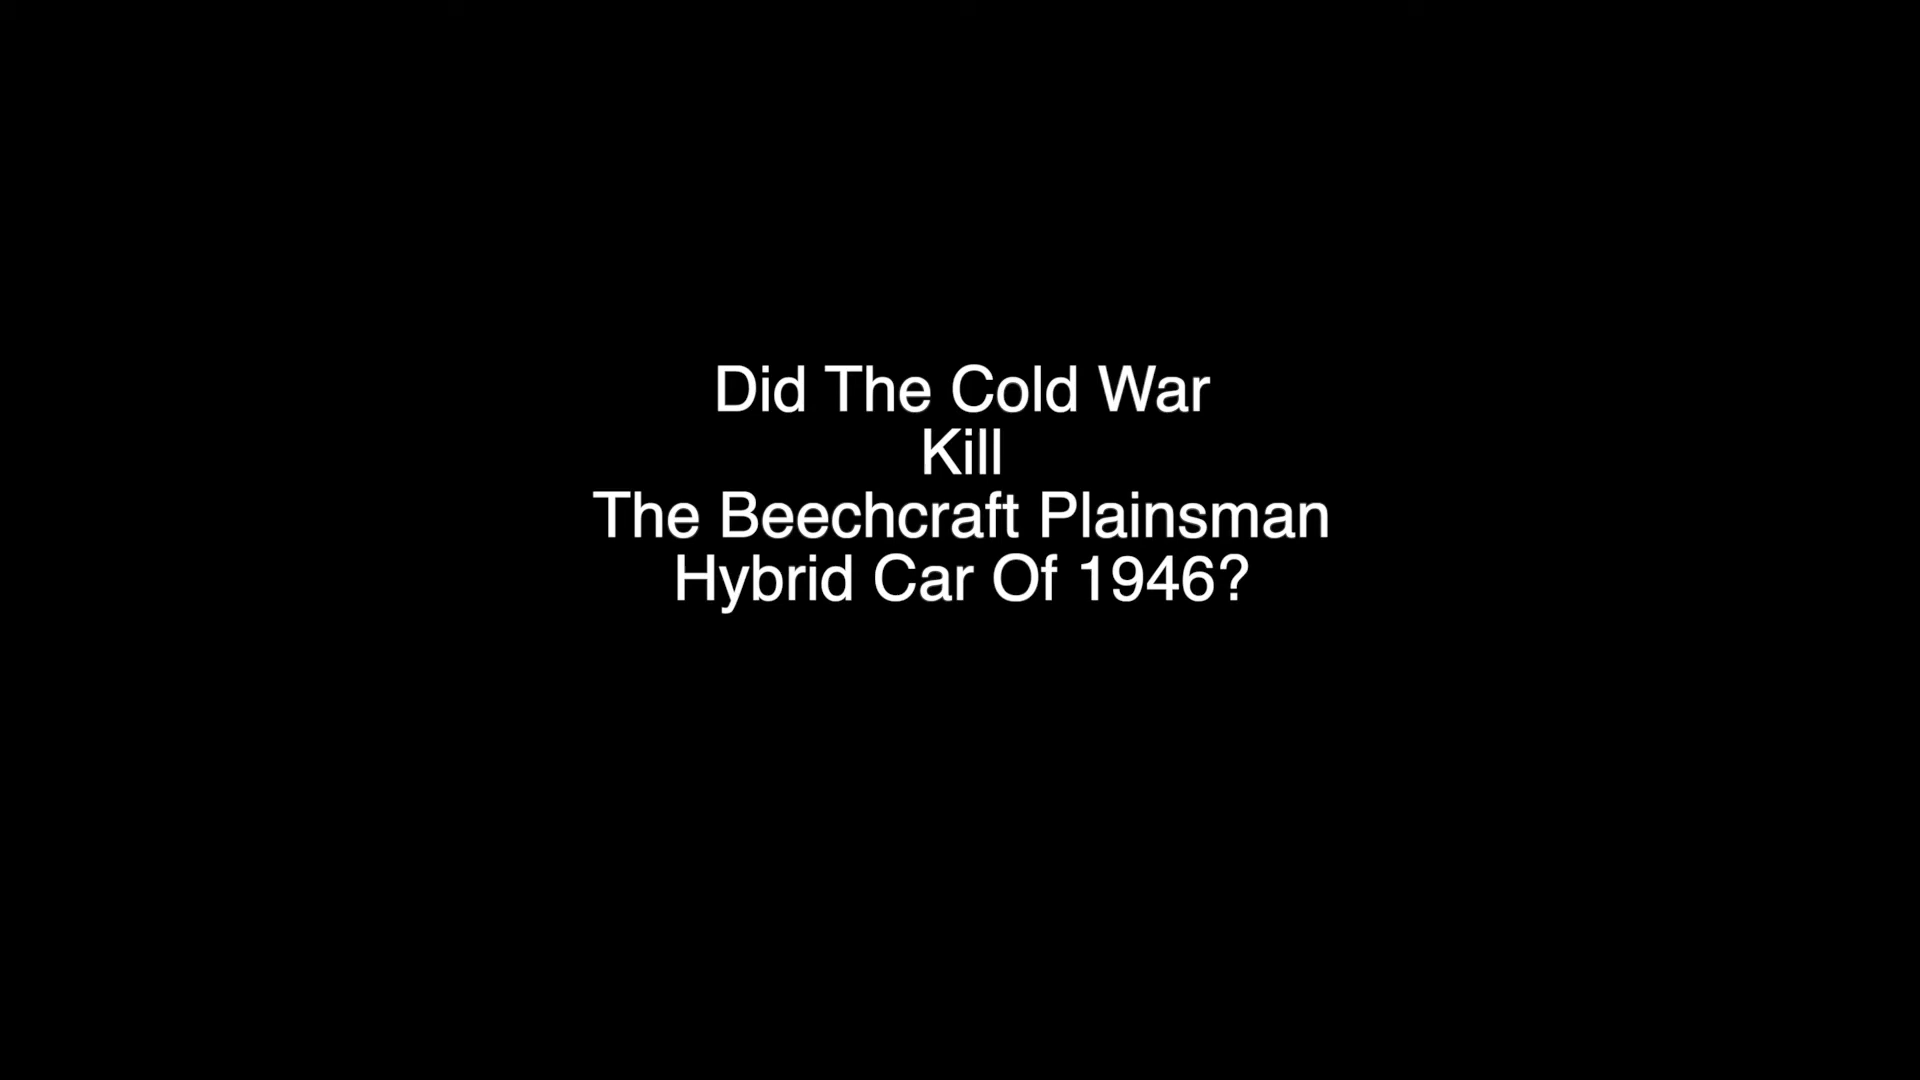 Did The Cold War
Kill
The Beechcraft Plainsman
Hybrid Car Of 1946?